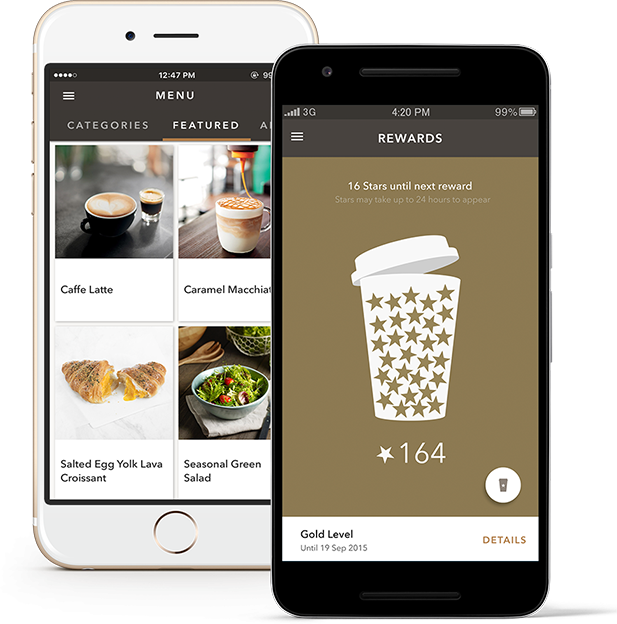 12:47 PM
99
MENU
CATEGORIES FEATURED
Caffe Latte
Caramel Macchiat
Salted Egg Yolk Lava
Croissant
Seasonal Green
Salad
3G 4:20 PM 99%
REWARDS
16 Stars until next reward
Stars may take up to 24 hours to appear
164
Gold Level
Until 19 Sep 2015
DETAILS